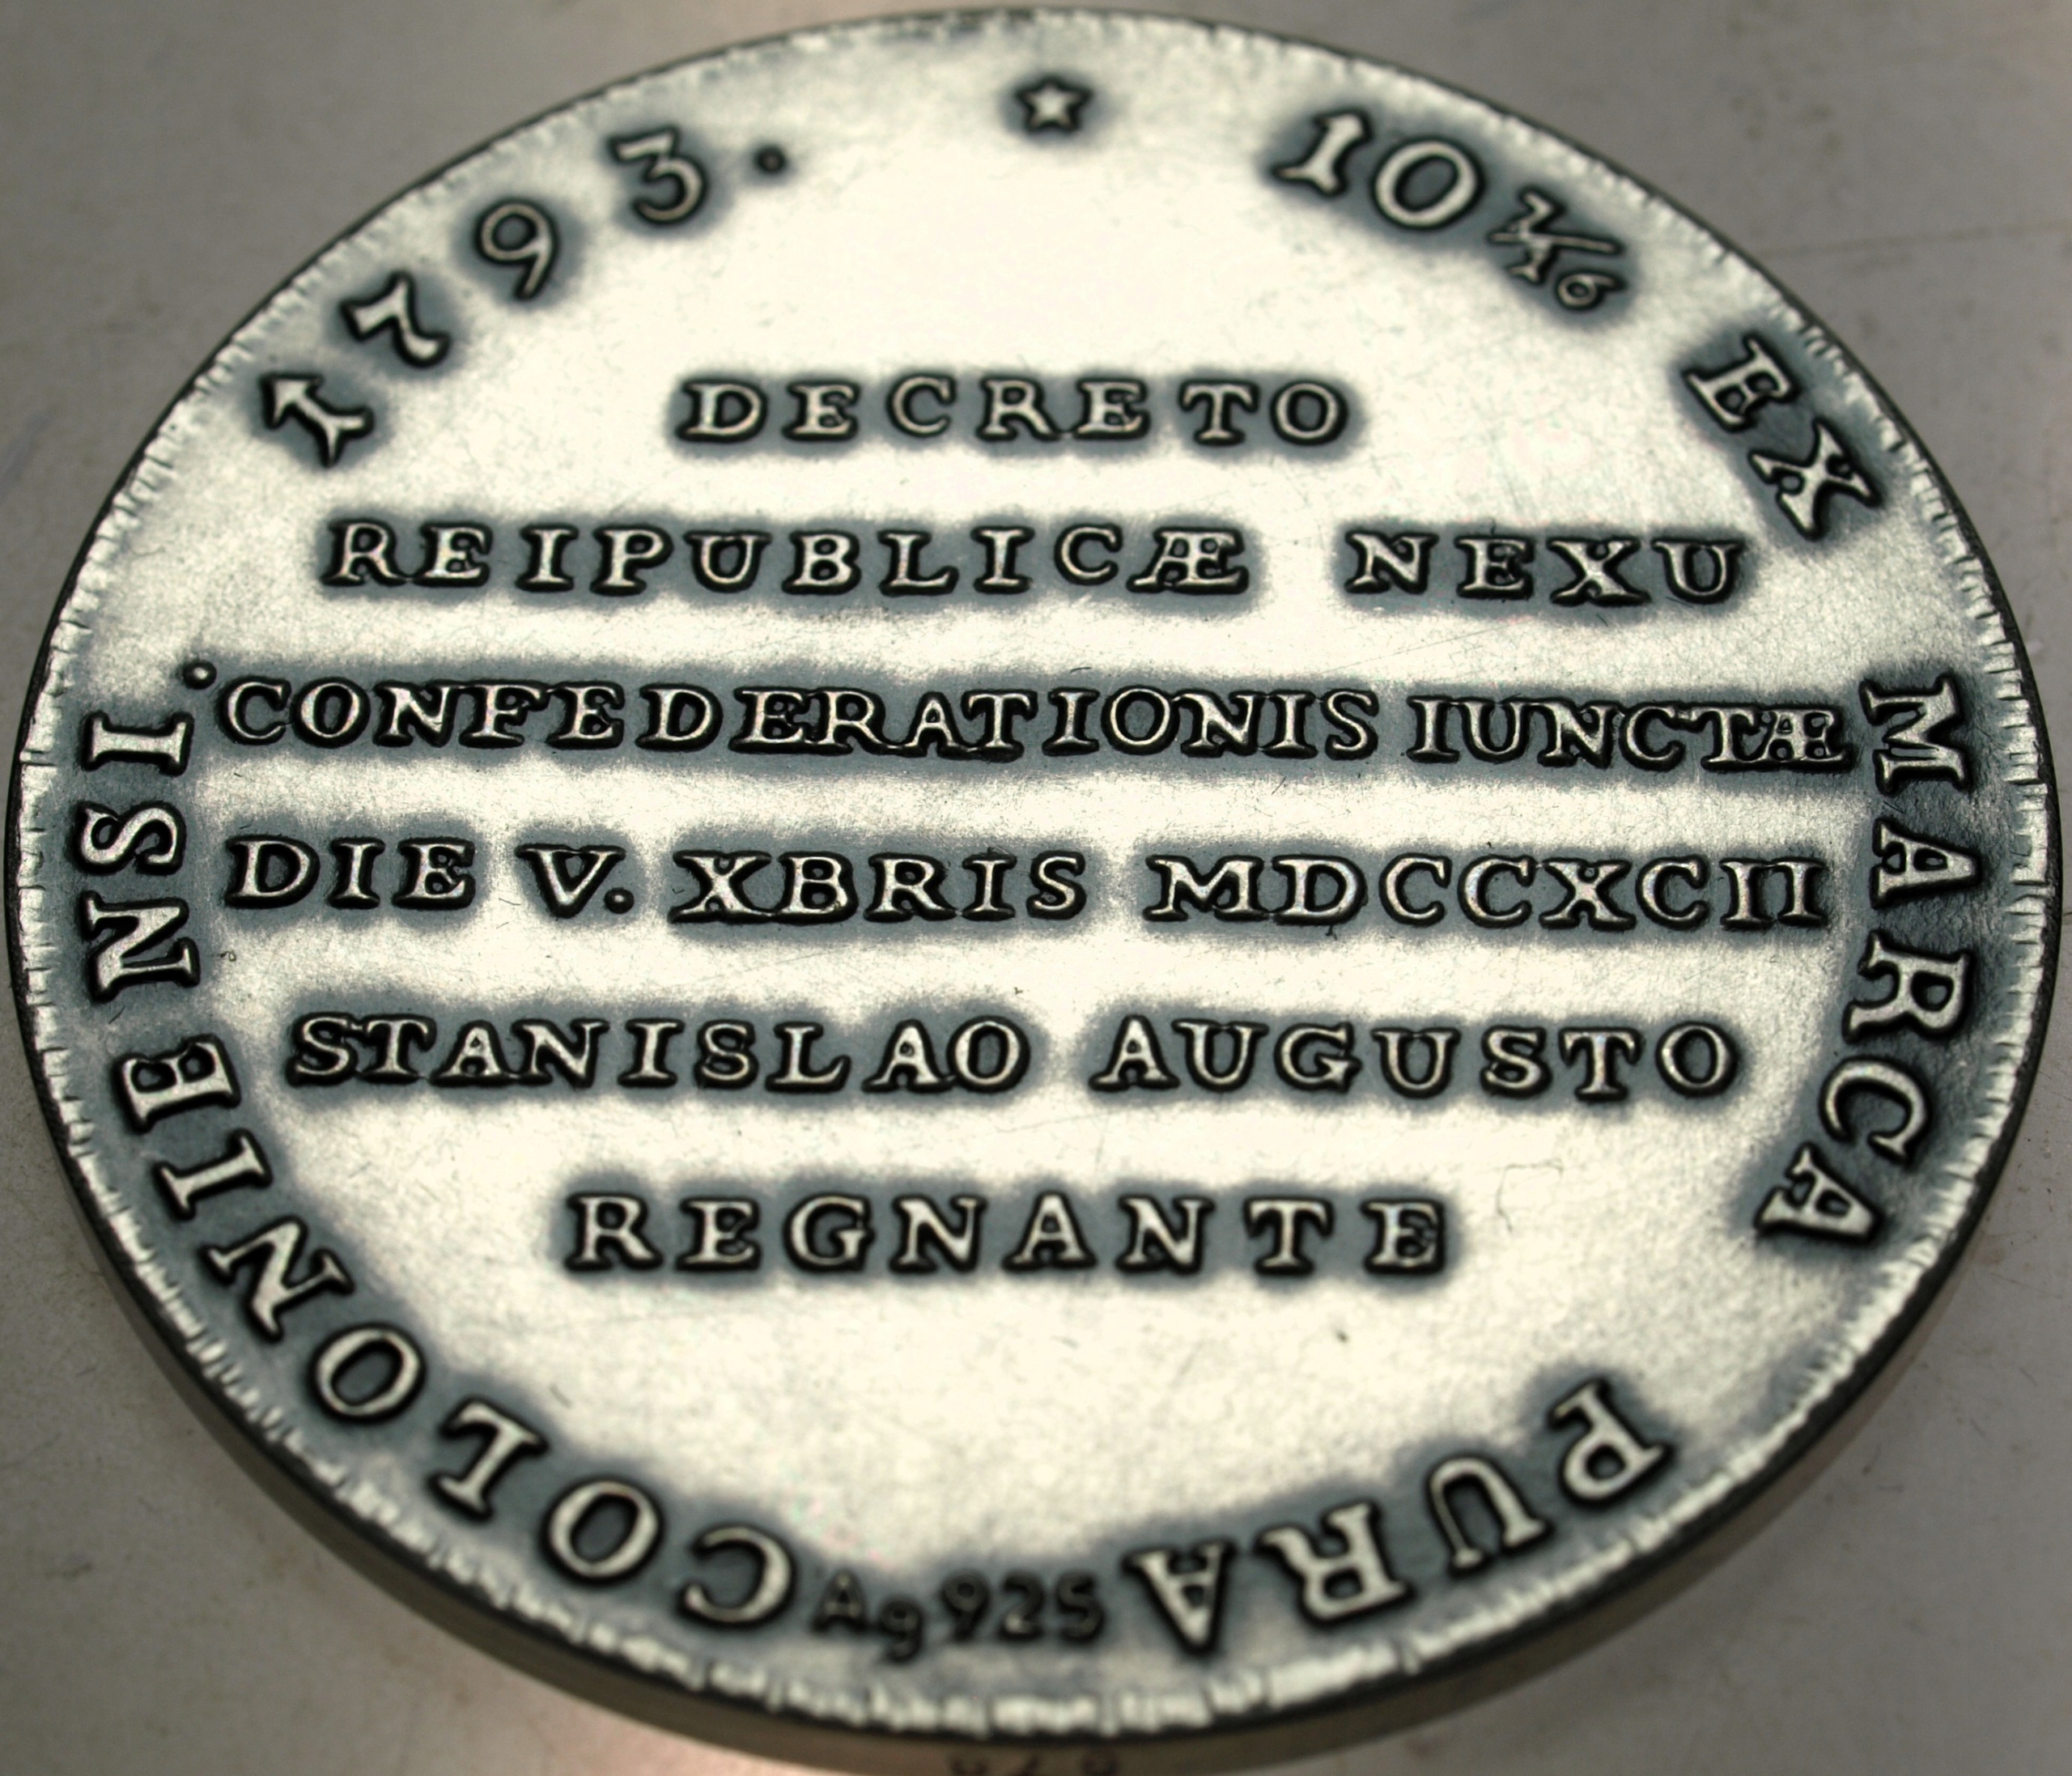 10 1/16 EX MARCA PURA COLONIENSI. 1793.
DECRETO
REIPUBLICÆ NEXU
CONFEDERATIONIS IUNCTÆ
DIE V. XBRIS MDCCXCII
STANISLAO AUGUSTO
REGNANTE
Ag 925